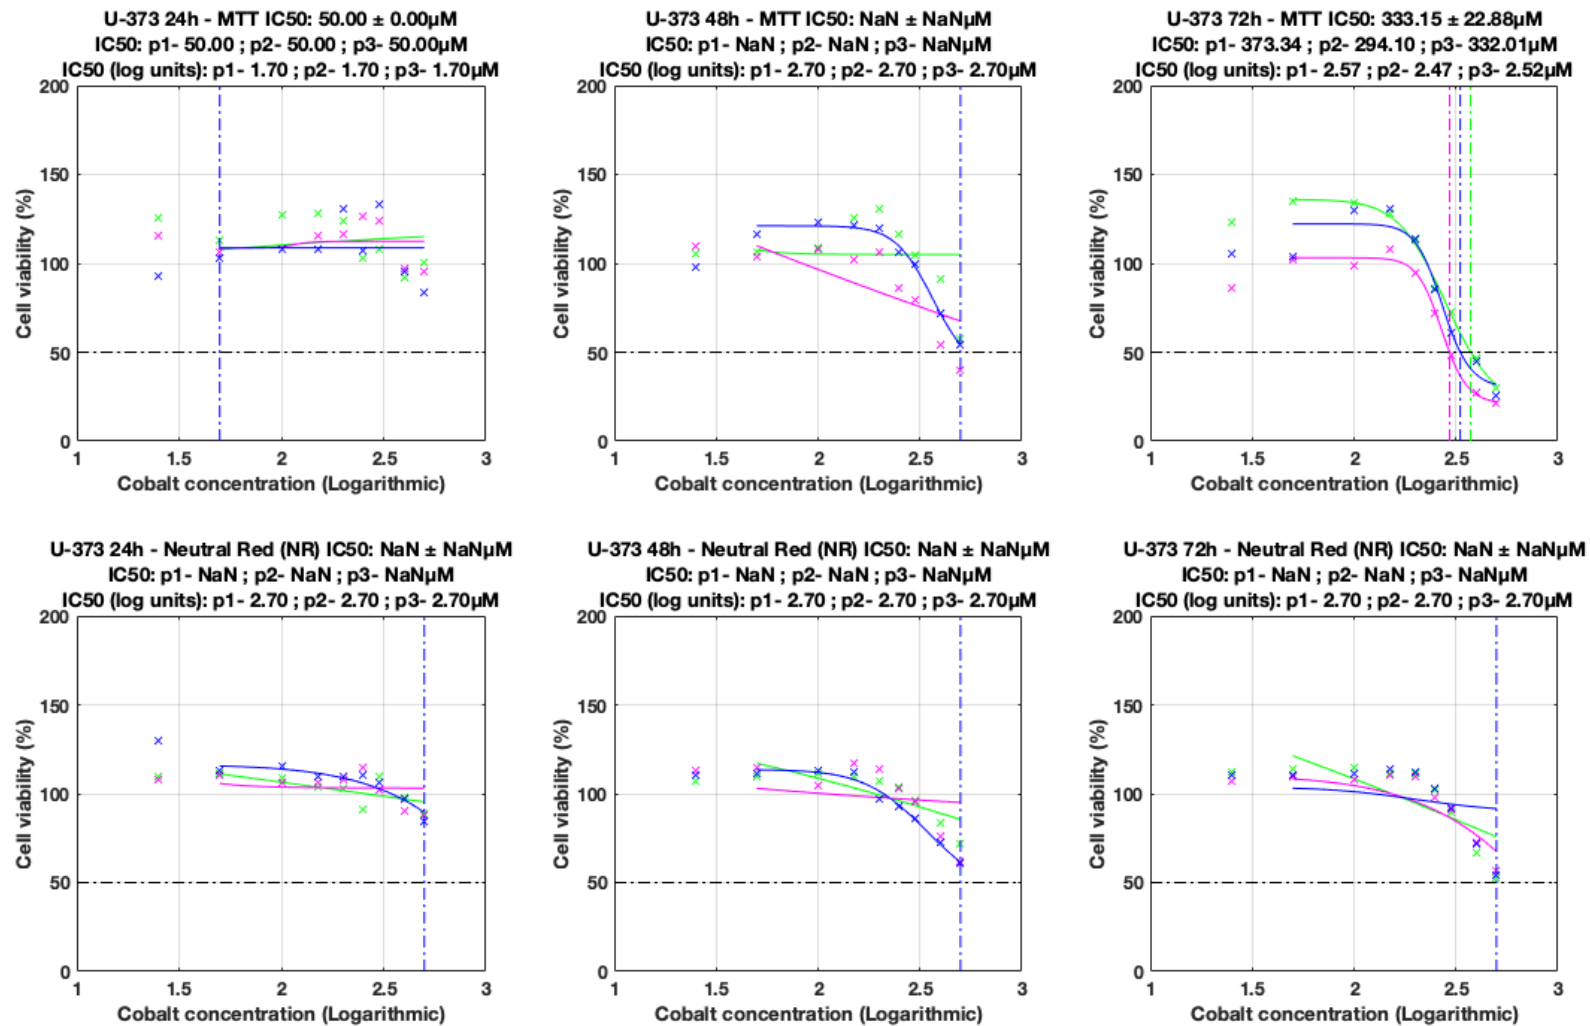 U-373 24h - MTT IC50: 50.00 ± 0.00µM
IC50: p1- 50.00 ; p2- 50.00 ; p3- 50.00µM
IC50 (log units): p1- 1.70 ; p2- 1.70 ; p3- 1.70µM
200
150
100
50
0
Cell viability (%)
1
1.5
2
2.5
3
Cobalt concentration (Logarithmic)
U-373 48h - MTT IC50: NaN ± NaNµM
IC50: p1- NaN ; p2- NaN ; p3- NaNµM
IC50 (log units): p1- 2.70 ; p2- 2.70 ; p3- 2.70µM
200
150
100
50
0
Cell viability (%)
1
1.5
2
2.5
3
Cobalt concentration (Logarithmic)
U-373 72h - MTT IC50: 333.15 ± 22.88µM
IC50: p1- 373.34 ; p2- 294.10 ; p3- 332.01µM
IC50 (log units): p1- 2.57 ; p2- 2.47 ; p3- 2.52µM
200
150
100
50
0
Cell viability (%)
1
1.5
2
2.5
3
Cobalt concentration (Logarithmic)
U-373 24h - Neutral Red (NR) IC50: NaN ± NaNµM
IC50: p1- NaN ; p2- NaN ; p3- NaNµM
IC50 (log units): p1- 2.70 ; p2- 2.70 ; p3- 2.70µM
200
150
100
50
0
Cell viability (%)
1
1.5
2
2.5
3
Cobalt concentration (Logarithmic)
U-373 48h - Neutral Red (NR) IC50: NaN ± NaNµM
IC50: p1- NaN ; p2- NaN ; p3- NaNµM
IC50 (log units): p1- 2.70 ; p2- 2.70 ; p3- 2.70µM
200
150
100
50
0
Cell viability (%)
1
1.5
2
2.5
3
Cobalt concentration (Logarithmic)
U-373 72h - Neutral Red (NR) IC50: NaN ± NaNµM
IC50: p1- NaN ; p2- NaN ; p3- NaNµM
IC50 (log units): p1- 2.70 ; p2- 2.70 ; p3- 2.70µM
200
150
100
50
0
Cell viability (%)
1
1.5
2
2.5
3
Cobalt concentration (Logarithmic)